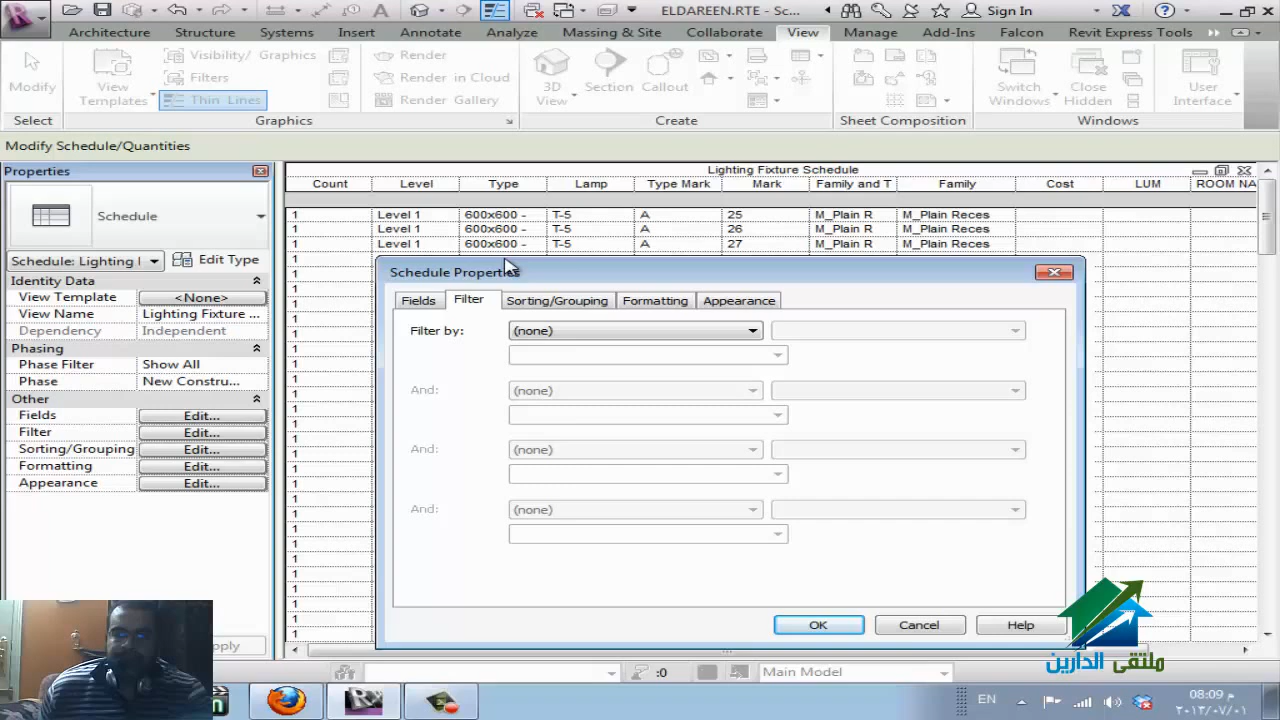 ELDAREEN.RTE - Sc... Sign In
Architecture Structure Systems Insert Annotate Analyze Massing & Site Collaborate View Manage Add-Ins Falcon Revit Express Tools
Modify View Templates Visibility/ Graphics Filters Thin Lines Render Render in Cloud Render Gallery 3D View Section Callout Switch Windows Close Hidden User Interface
Select Graphics Create Sheet Composition Windows
Modify Schedule/Quantities
Properties
Schedule
Schedule: Lighting Edit Type
Identity Data
View Template <None>
View Name Lighting Fixture ...
Dependency Independent
Phasing
Phase Filter Show All
Phase New Constru...
Other
Fields Edit...
Filter Edit...
Sorting/Grouping Edit...
Formatting Edit...
Appearance Edit...
Lighting Fixture Schedule
Count Level Type Lamp Type Mark Mark Family and T Family Cost LUM ROOM NA
1 Level 1 600x600 - T-5 A 25 M_Plain R M_Plain Reces
1 Level 1 600x600 - T-5 A 26 M_Plain R M_Plain Reces
1 Level 1 600x600 - T-5 A 27 M_Plain R M_Plain Reces
Schedule Properties
Fields Filter Sorting/Grouping Formatting Appearance
Filter by: (none)
And: (none)
And: (none)
And: (none)
OK Cancel Help
ملتقى الدارين
:0 Main Model
EN
08:09 م
٢٠١٣/٠٧/٠١